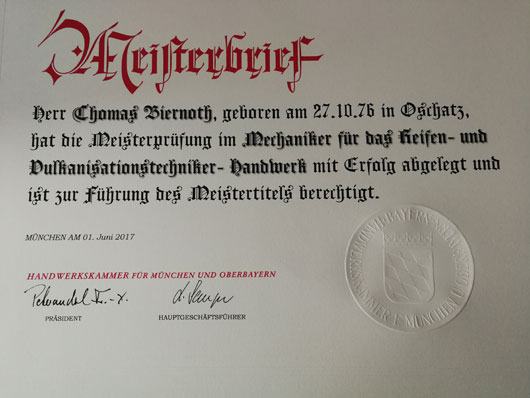 Meisterbrief
Herr Thomas Biernoth, geboren am 27.10.76 in Oschatz,
hat die Meisterprüfung im Mechaniker für das Reifen- und
Vulkanisationstechniker- Handwerk mit Erfolg abgelegt und
ist zur Führung des Meistertitels berechtigt.
MÜNCHEN AM 01. Juni 2017
HANDWERKSKAMMER FÜR MÜNCHEN UND OBERBAYERN
PRÄSIDENT
HAUPTGESCHÄFTSFÜHRER